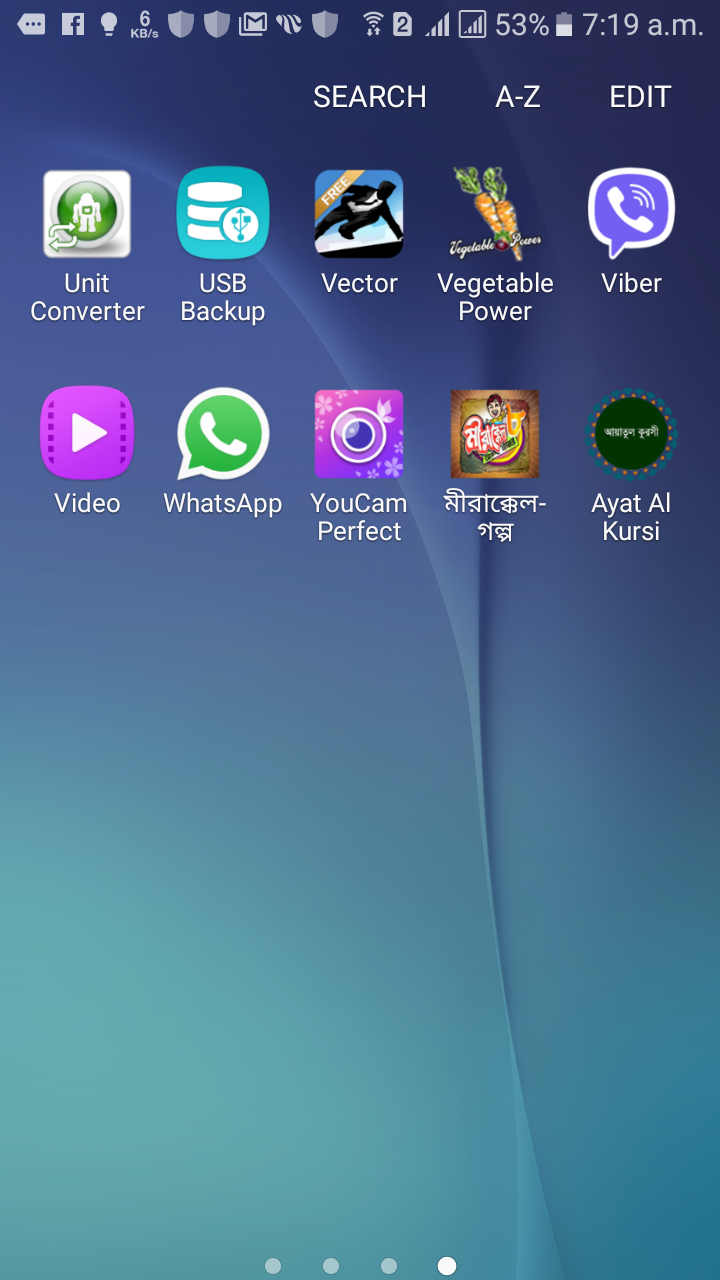 6
KB/s
2
53%
7:19 a.m.
SEARCH
A-Z
EDIT
FREE
Vegetable Power
Unit
Converter
USB
Backup
Vector
Vegetable
Power
Viber
মীরাক্কেল
আয়াতুল কুরসী
Video
WhatsApp
YouCam
Perfect
মীরাক্কেল-
গল্প
Ayat Al
Kursi